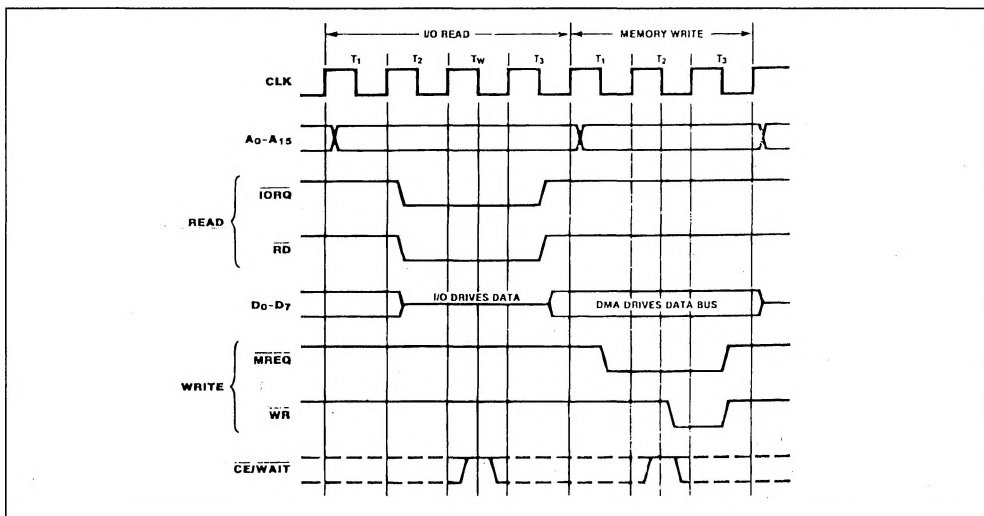 I/O READ MEMORY WRITE
T1 T2 TW T3 T1 T2 T3
CLK
A0-A15
IORQ
READ
RD
D0-D7 I/O DRIVES DATA DMA DRIVES DATA BUS
MREQ
WRITE
WR
CE/WAIT